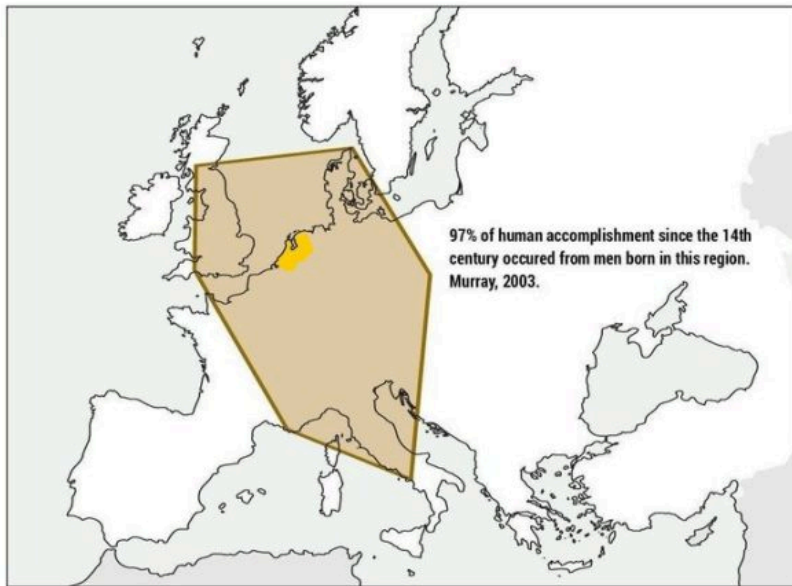 97% of human accomplishment since the 14th
century occured from men born in this region.
Murray, 2003.